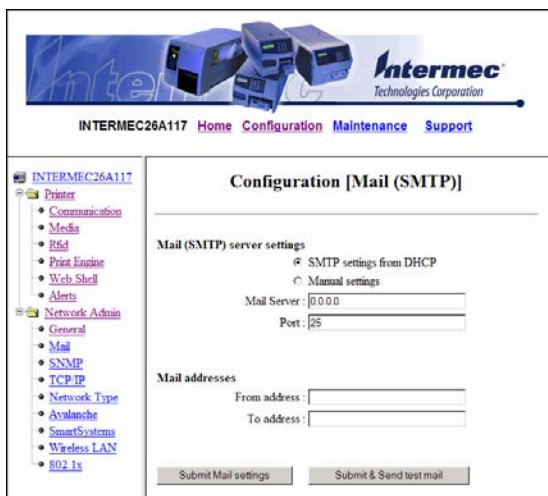 Intermec
Intermec®
Technologies Corporation
INTERMEC26A117 Home Configuration Maintenance Support
INTERMEC26A117
Printer
Communication
Media
Rfid
Print Engine
Web Shell
Alerts
Network Admin
General
Mail
SNMP
TCP/IP
Network Type
Avalanche
SmartSystems
Wireless LAN
802.1x
Configuration [Mail (SMTP)]
Mail (SMTP) server settings
SMTP settings from DHCP
Manual settings
Mail Server : 0.0.0.0
Port : 25
Mail addresses
From address :
To address :
Submit Mail settings Submit & Send test mail